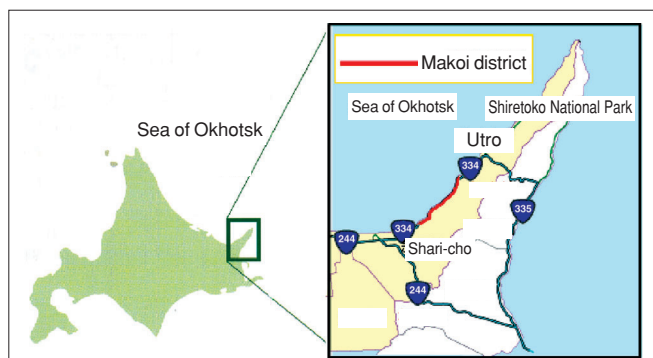 Sea of Okhotsk
Makoi district
Sea of Okhotsk
Shiretoko National Park
Utro
334
335
334
244
Shari-cho
244